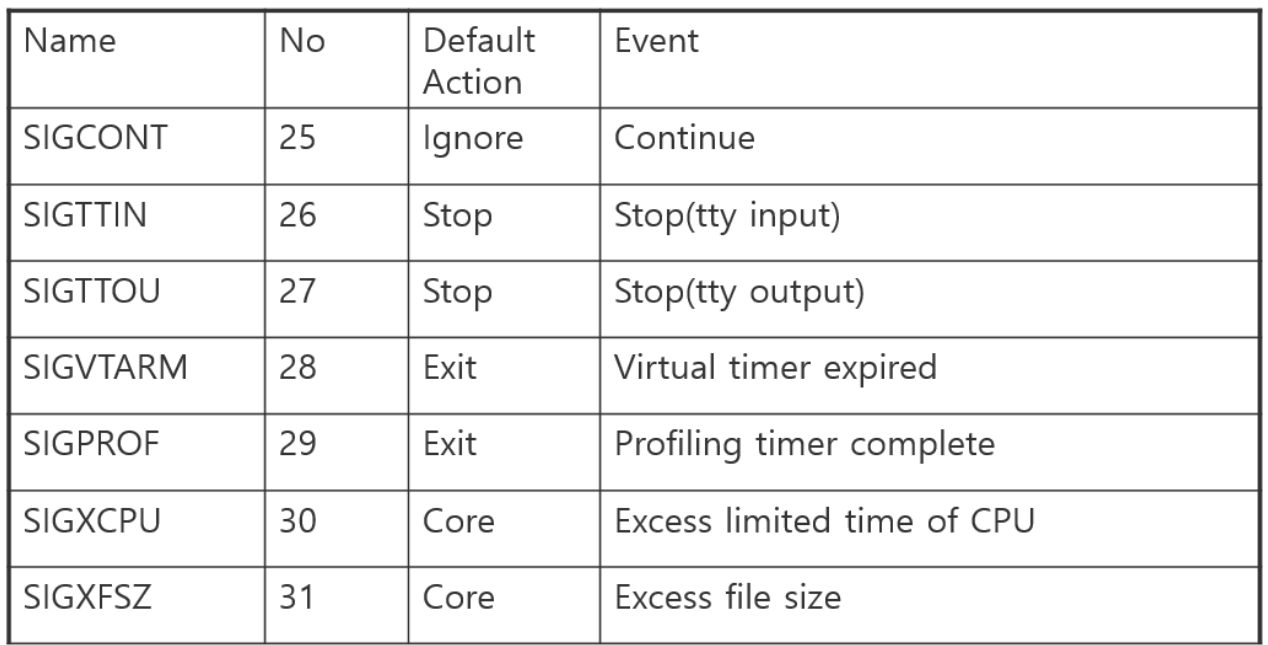 Name No Default Action Event
SIGCONT 25 Ignore Continue
SIGTTIN 26 Stop Stop(tty input)
SIGTTOU 27 Stop Stop(tty output)
SIGVTARM 28 Exit Virtual timer expired
SIGPROF 29 Exit Profiling timer complete
SIGXCPU 30 Core Excess limited time of CPU
SIGXFSZ 31 Core Excess file size